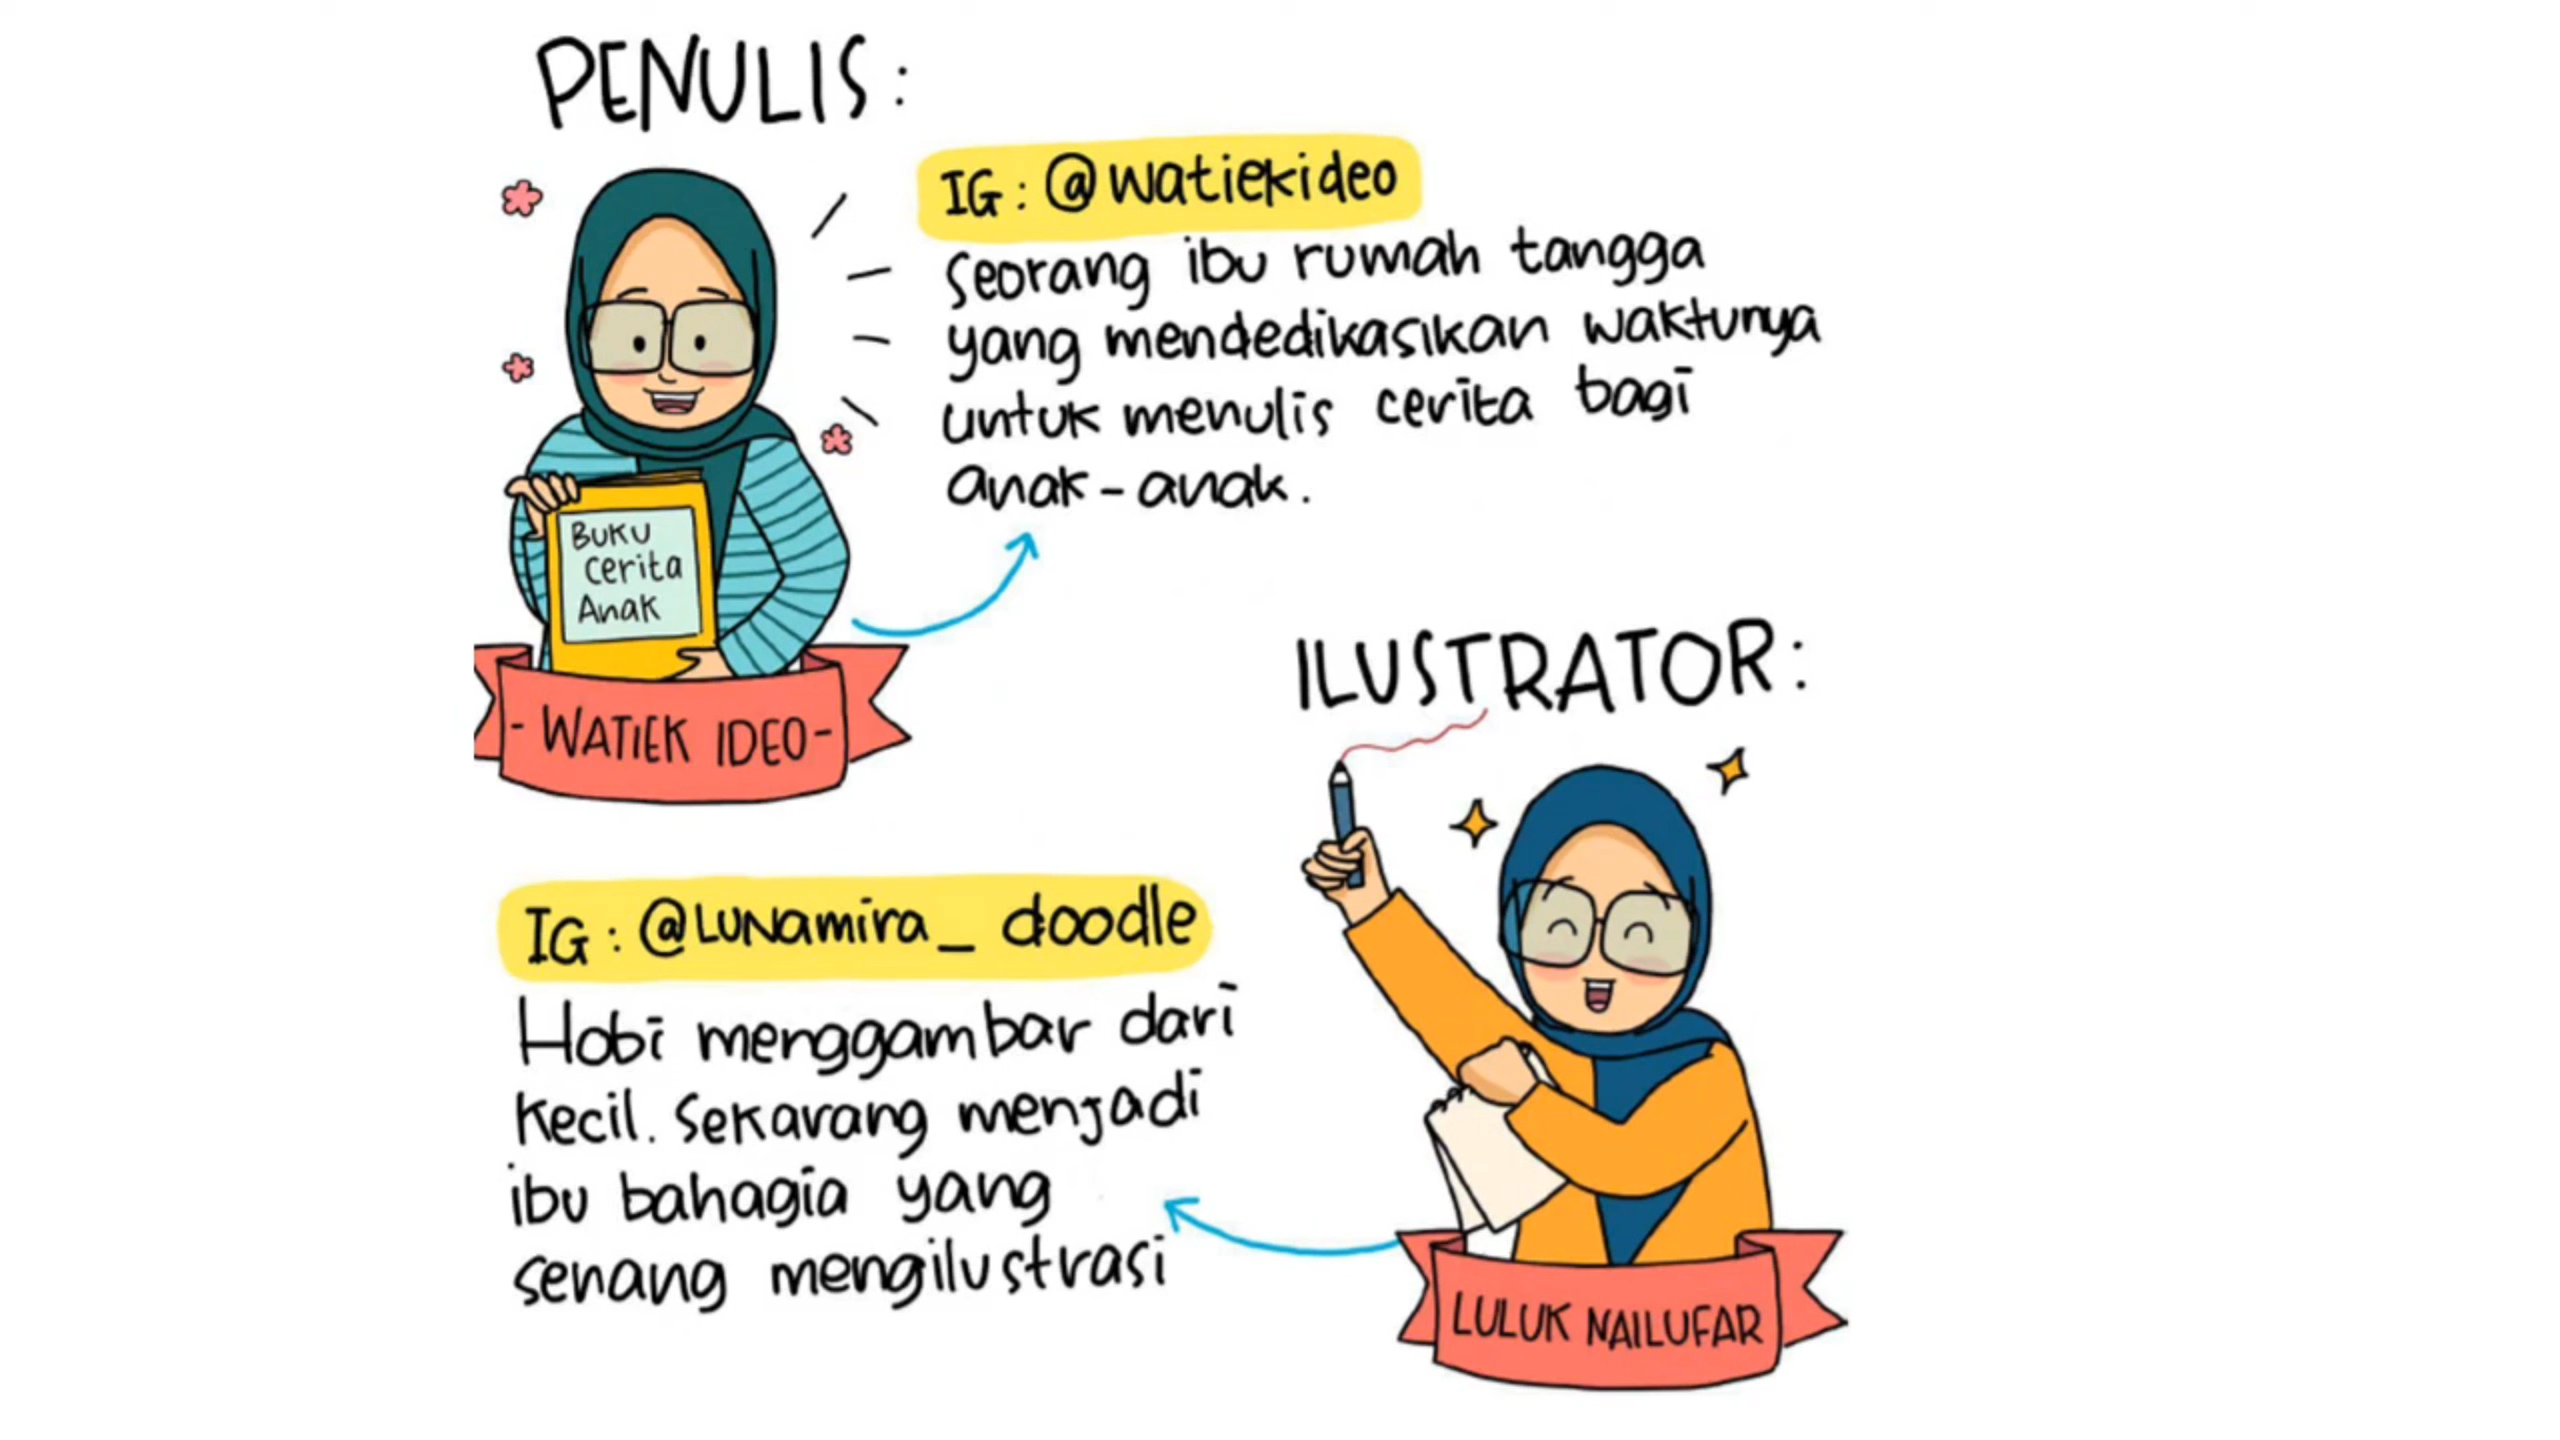 PENULIS:
IG: @watiekideo
Seorang ibu rumah tangga
yang mendedikasikan waktunya
untuk menulis cerita bagi
anak-anak.
Buku
cerita
Anak
- WATIEK IDEO -
ILUSTRATOR:
IG: @LUNamira_doodle
Hobi menggambar dari
kecil. Sekarang menjadi
ibu bahagia yang
senang mengilustrasi
LULUK NAILUFAR